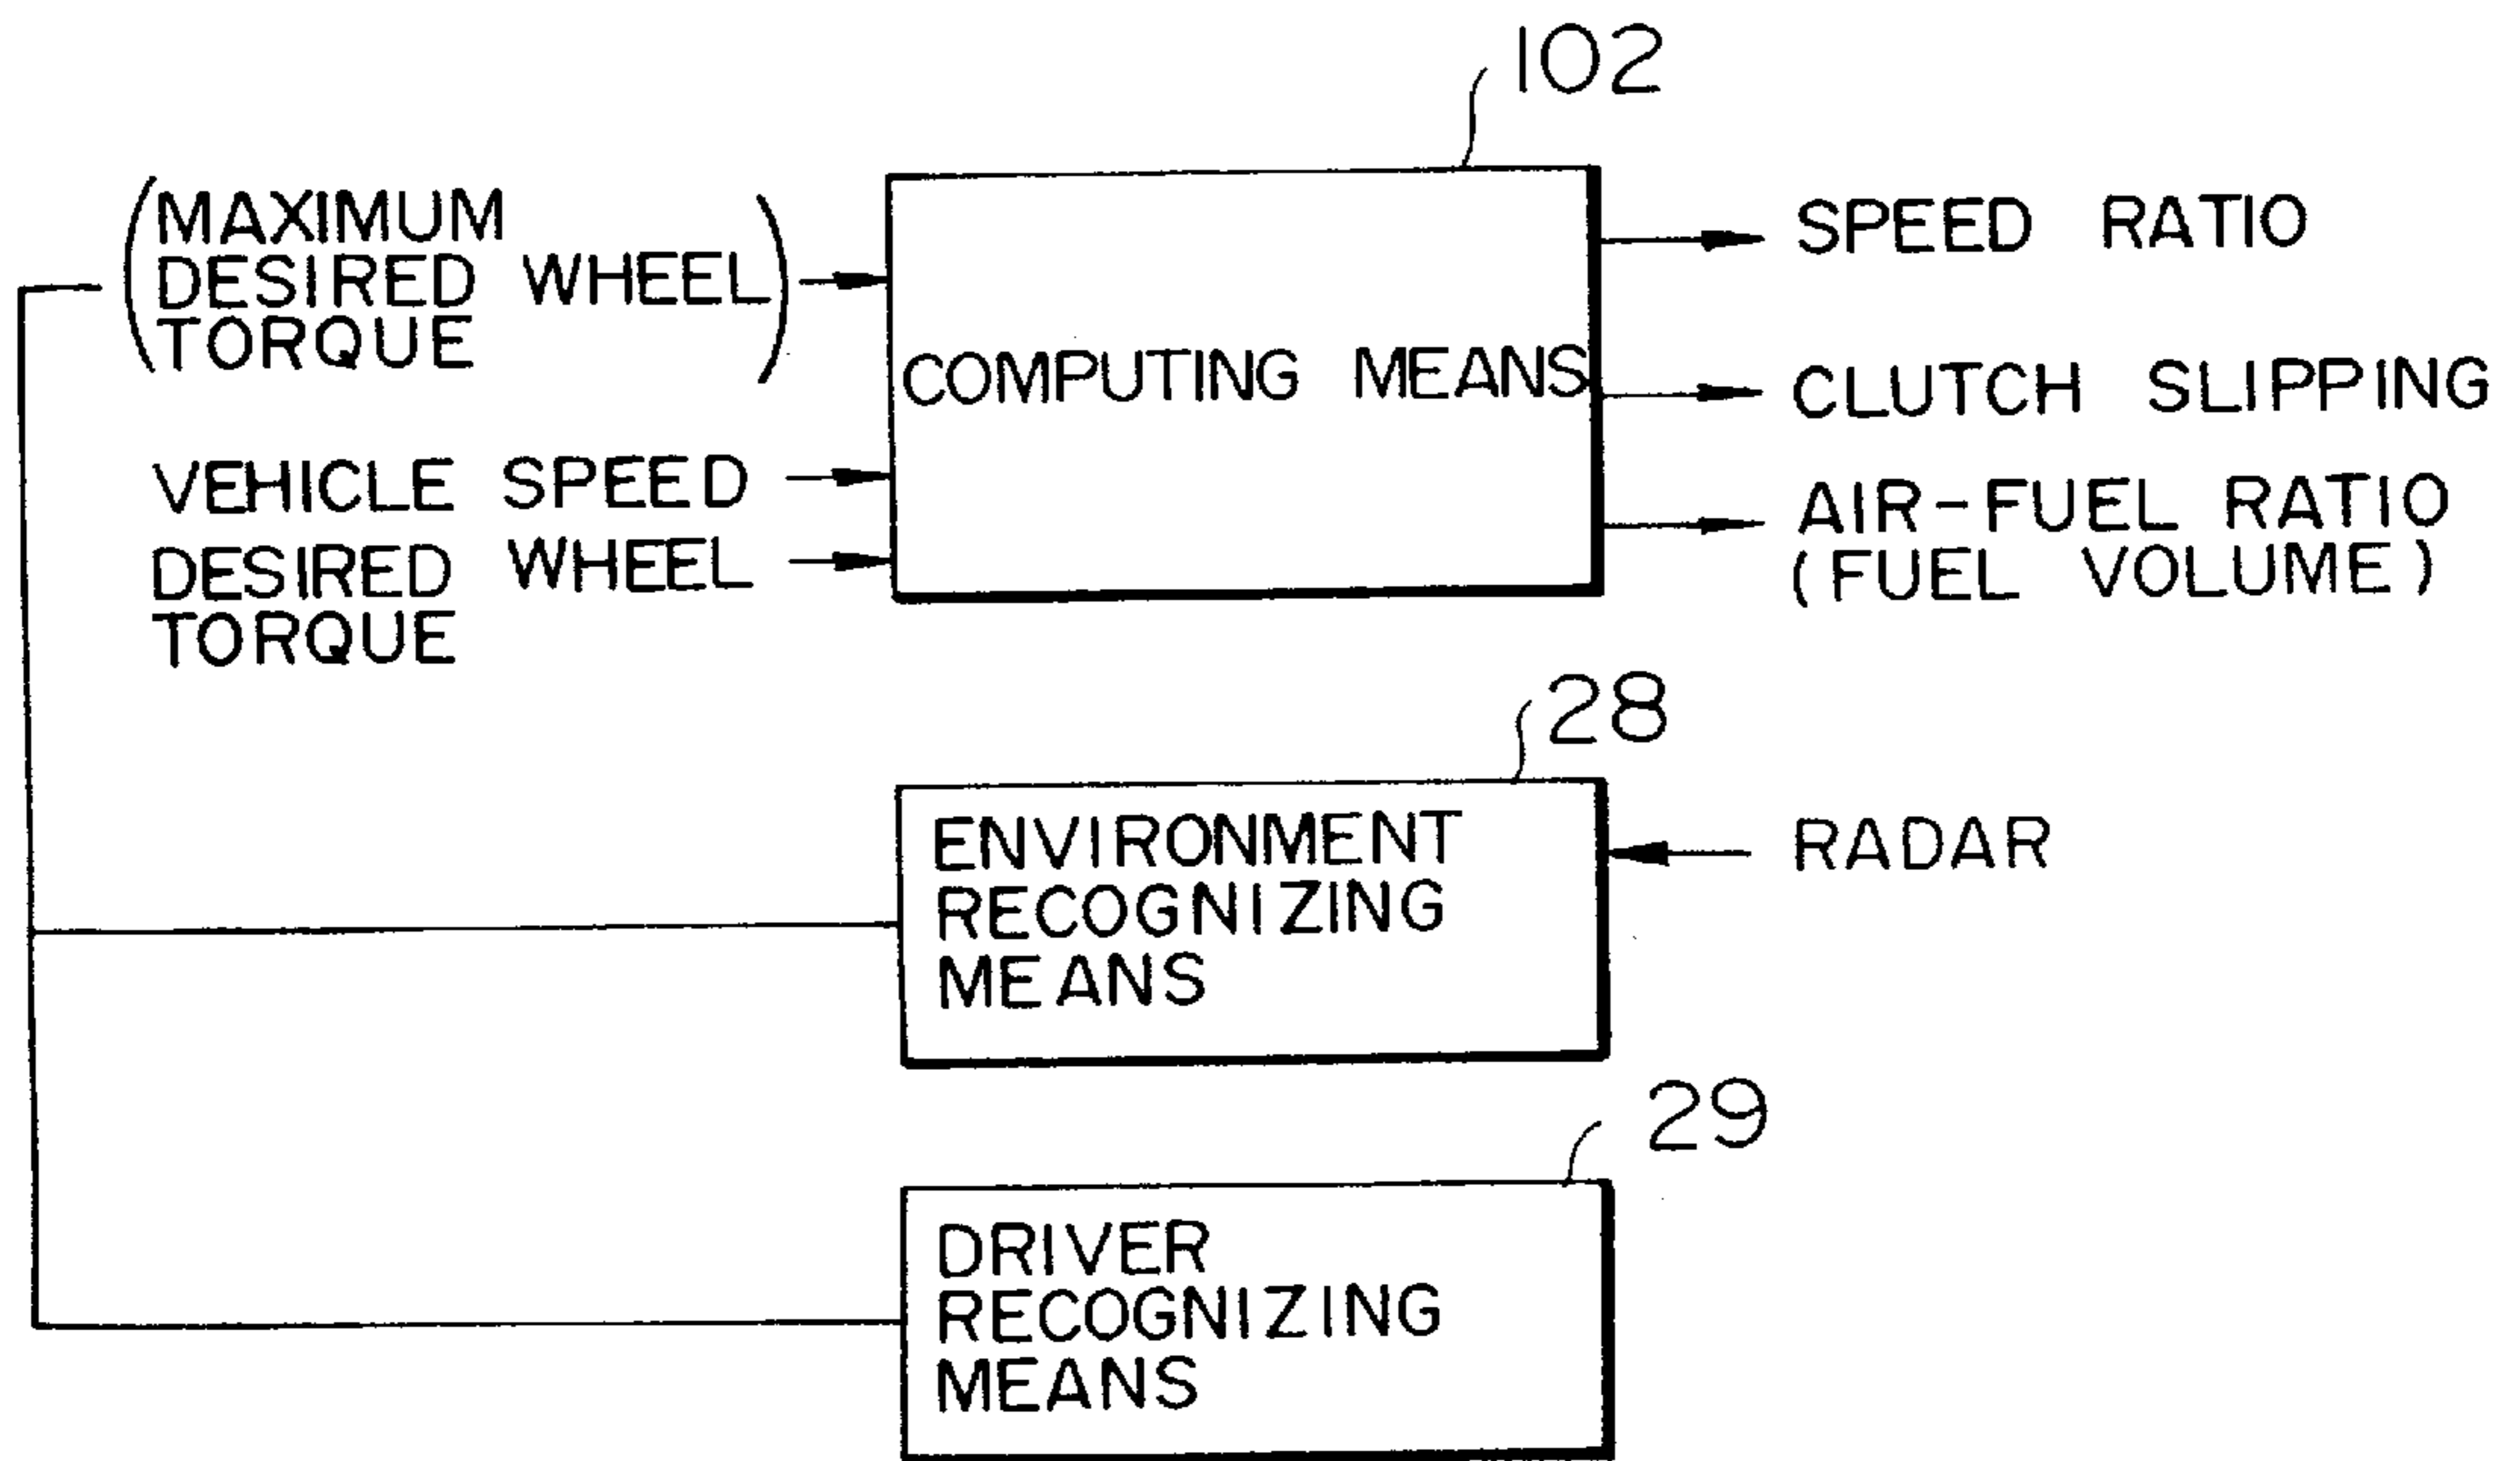 102
(MAXIMUM
DESIRED WHEEL)
TORQUE
COMPUTING MEANS
VEHICLE SPEED
DESIRED WHEEL
TORQUE
SPEED RATIO
CLUTCH SLIPPING
AIR-FUEL RATIO
(FUEL VOLUME)
28
ENVIRONMENT
RECOGNIZING
MEANS
RADAR
29
DRIVER
RECOGNIZING
MEANS